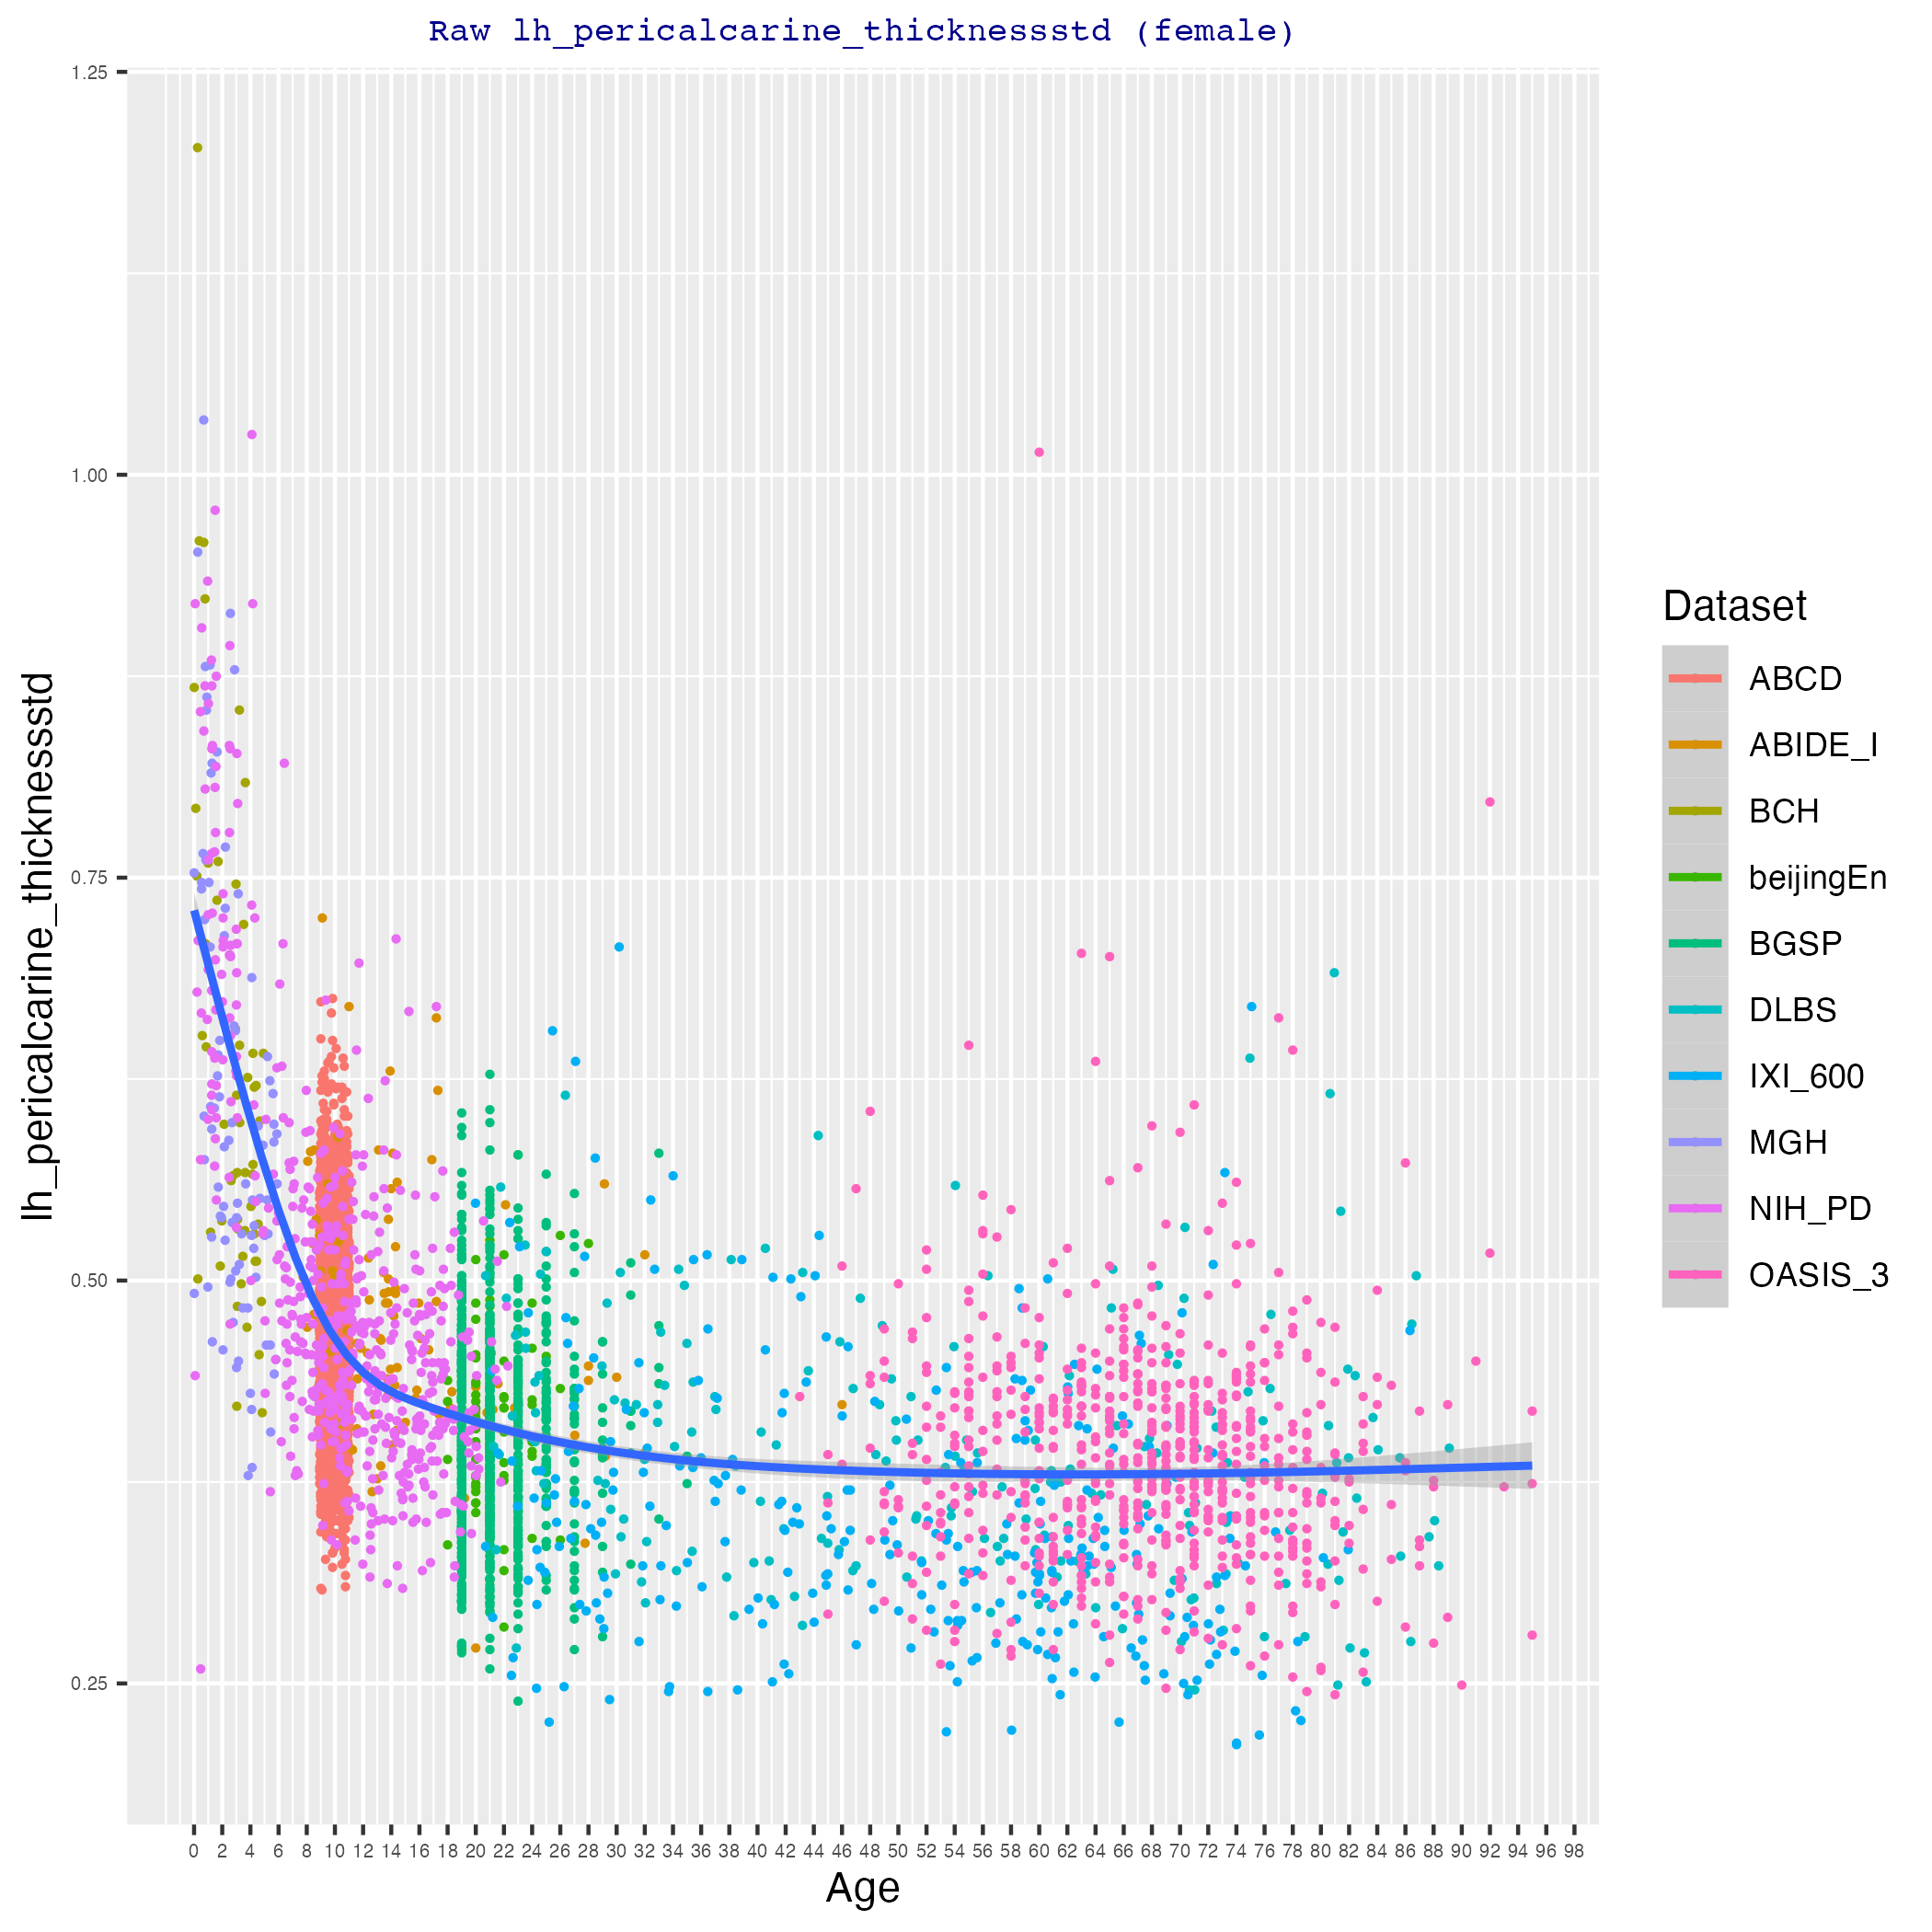 Raw lh_pericalcarine_thicknessstd (female)
lh_pericalcarine_thicknessstd
1.25
1.00
0.75
0.50
0.25
0 2 4 6 8 10 12 14 16 18 20 22 24 26 28 30 32 34 36 38 40 42 44 46 48 50 52 54 56 58 60 62 64 66 68 70 72 74 76 78 80 82 84 86 88 90 92 94 96 98
Age
Dataset
ABCD
ABIDE_I
BCH
beijingEn
BGSP
DLBS
IXI_600
MGH
NIH_PD
OASIS_3